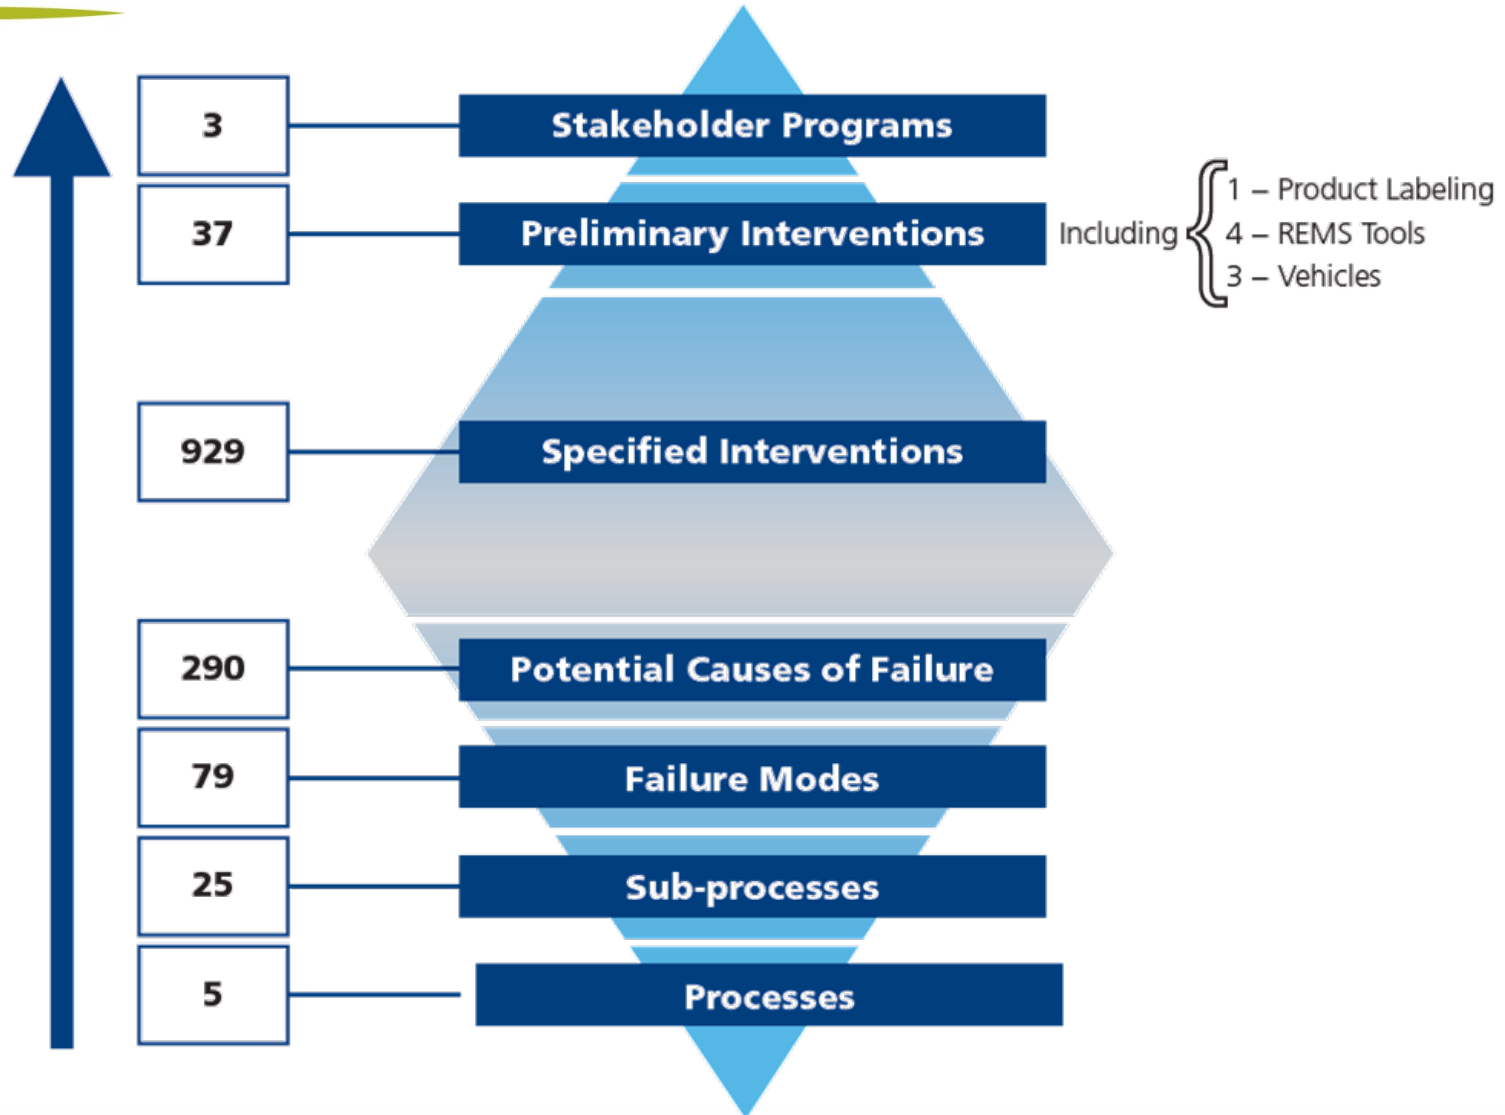 3
Stakeholder Programs
37
Preliminary Interventions
Including
1 – Product Labeling
4 – REMS Tools
3 – Vehicles
929
Specified Interventions
290
Potential Causes of Failure
79
Failure Modes
25
Sub-processes
5
Processes